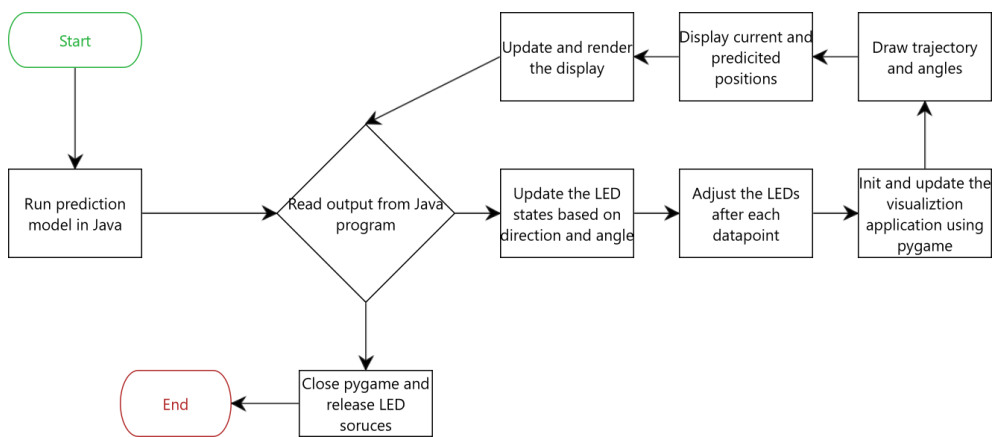 Start
Run prediction
model in Java
Read output from Java
program
Update the LED
states based on
direction and angle
Adjust the LEDs
after each
datapoint
Init and update the
visualiztion
application using
pygame
Draw trajectory
and angles
Display current and
predicited
positions
Update and render
the display
Close pygame and
release LED
soruces
End